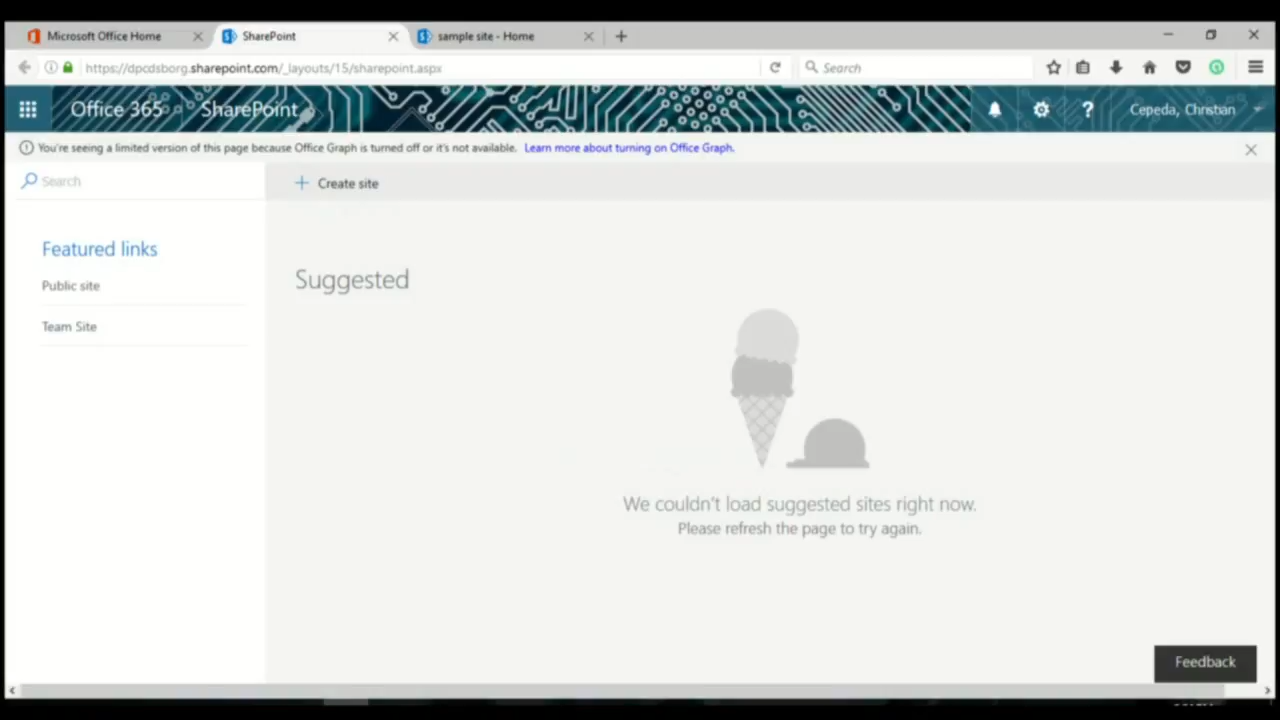 Microsoft Office Home
SharePoint
sample site - Home
https://dpcdsborg.sharepoint.com/_layouts/15/sharepoint.aspx
Search
Office 365
SharePoint
?
Cepeda, Christian
You're seeing a limited version of this page because Office Graph is turned off or it's not available. Learn more about turning on Office Graph.
Search
+ Create site
Featured links
Public site
Team Site
Suggested
We couldn't load suggested sites right now.
Please refresh the page to try again.
Feedback